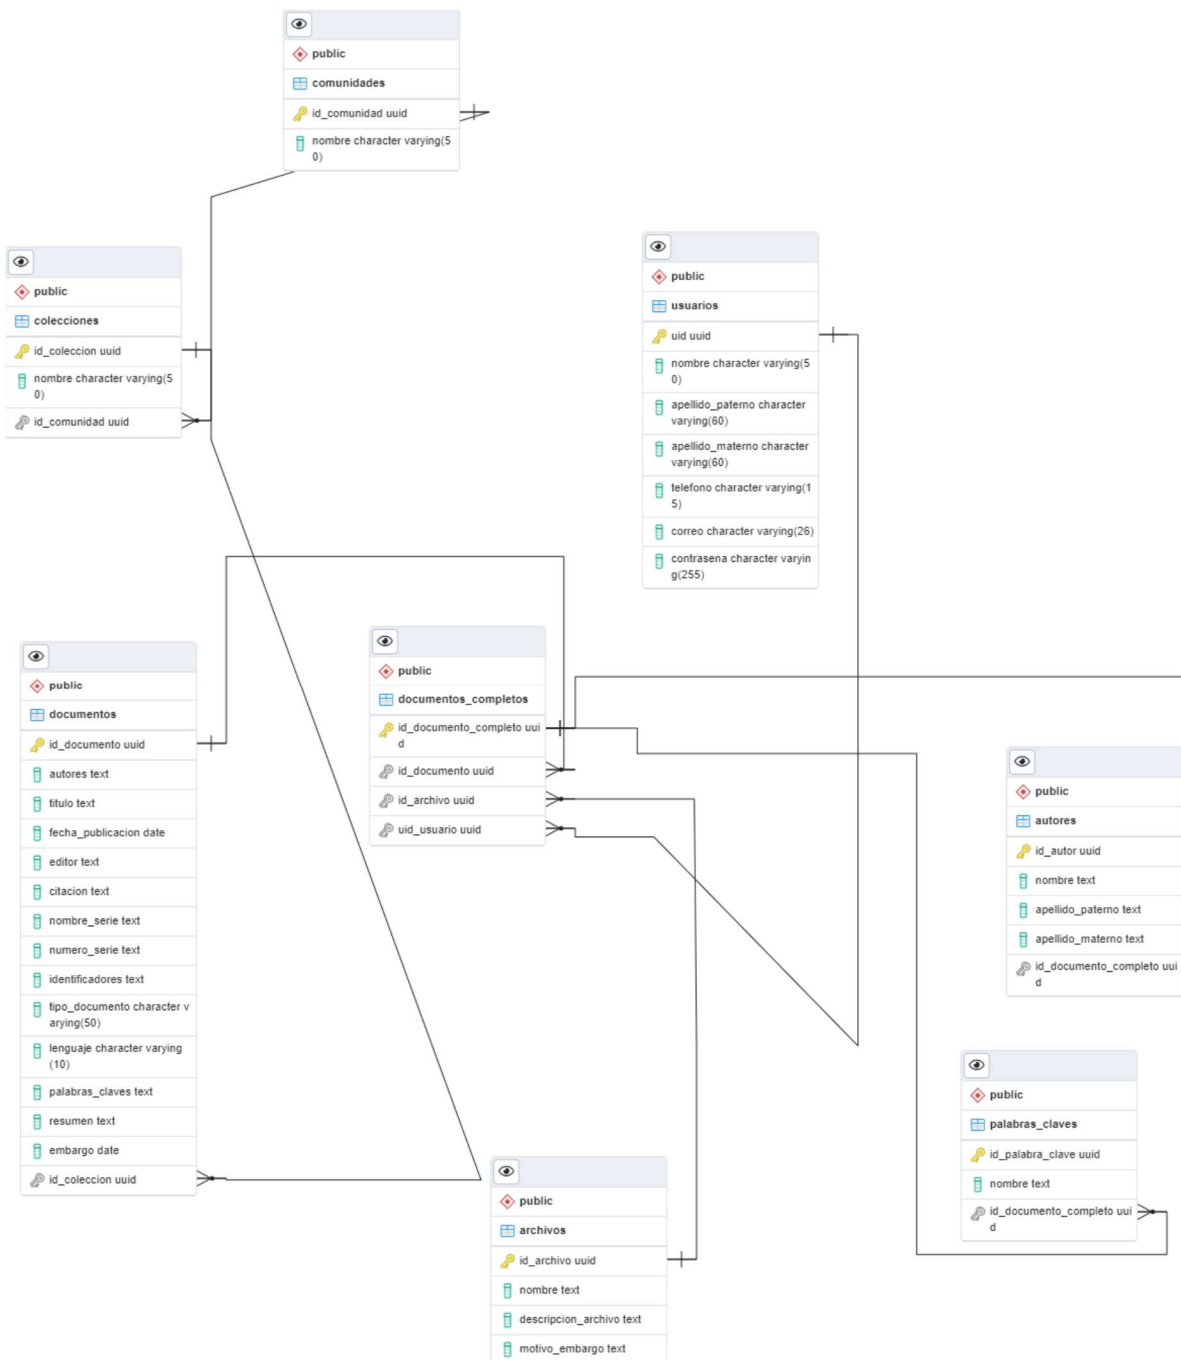 public
comunidades
id_comunidad uuid
nombre character varying(5
0)
public
colecciones
id_coleccion uuid
nombre character varying(5
0)
id_comunidad uuid
public
usuarios
uid uuid
nombre character varying(5
0)
apellido_paterno character
varying(60)
apellido_materno character
varying(60)
telefono character varying(1
5)
correo character varying(26)
contrasena character varyin
g(255)
public
documentos
id_documento uuid
autores text
titulo text
fecha_publicacion date
editor text
citacion text
nombre_serie text
numero_serie text
identificadores text
tipo_documento character v
arying(50)
lenguaje character varying
(10)
palabras_claves text
resumen text
embargo date
id_coleccion uuid
public
documentos_completos
id_documento_completo uui
d
id_documento uuid
id_archivo uuid
uid_usuario uuid
public
autores
id_autor uuid
nombre text
apellido_paterno text
apellido_materno text
id_documento_completo uui
d
public
palabras_claves
id_palabra_clave uuid
nombre text
id_documento_completo uui
d
public
archivos
id_archivo uuid
nombre text
descripcion_archivo text
motivo_embargo text